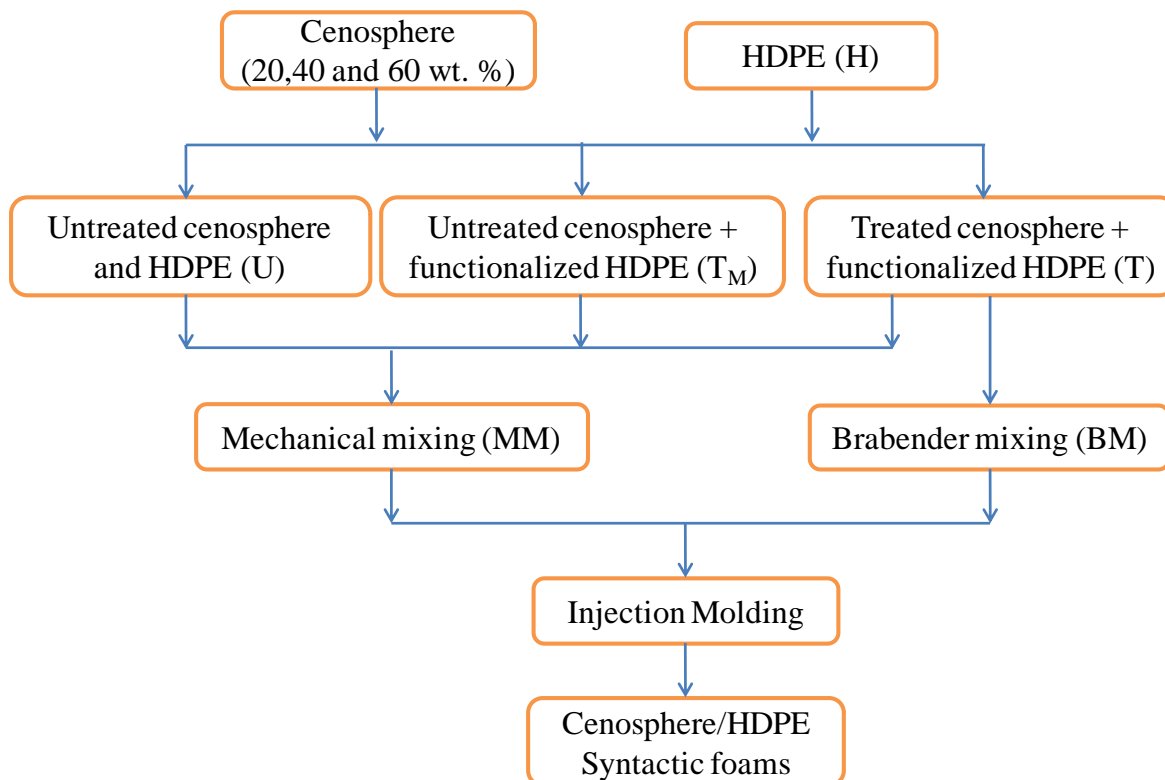 Cenosphere
(20,40 and 60 wt. %)
HDPE (H)
Untreated cenosphere
and HDPE (U)
Untreated cenosphere +
functionalized HDPE (T_M)
Treated cenosphere +
functionalized HDPE (T)
Mechanical mixing (MM)
Brabender mixing (BM)
Injection Molding
Cenosphere/HDPE
Syntactic foams